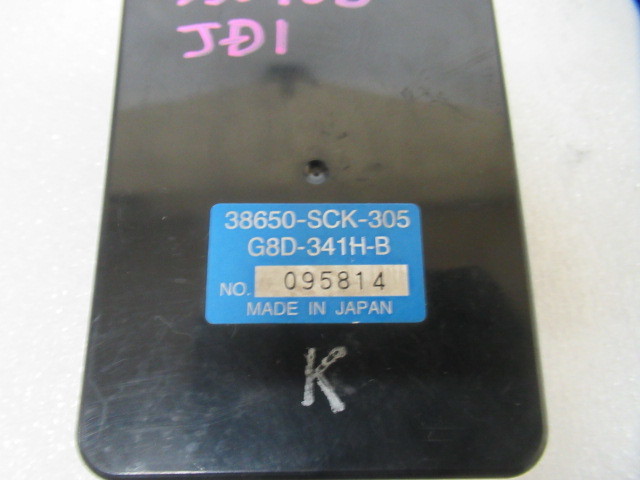 JD1
38650-SCK-305
G8D-341H-B
NO. 095814
MADE IN JAPAN
K